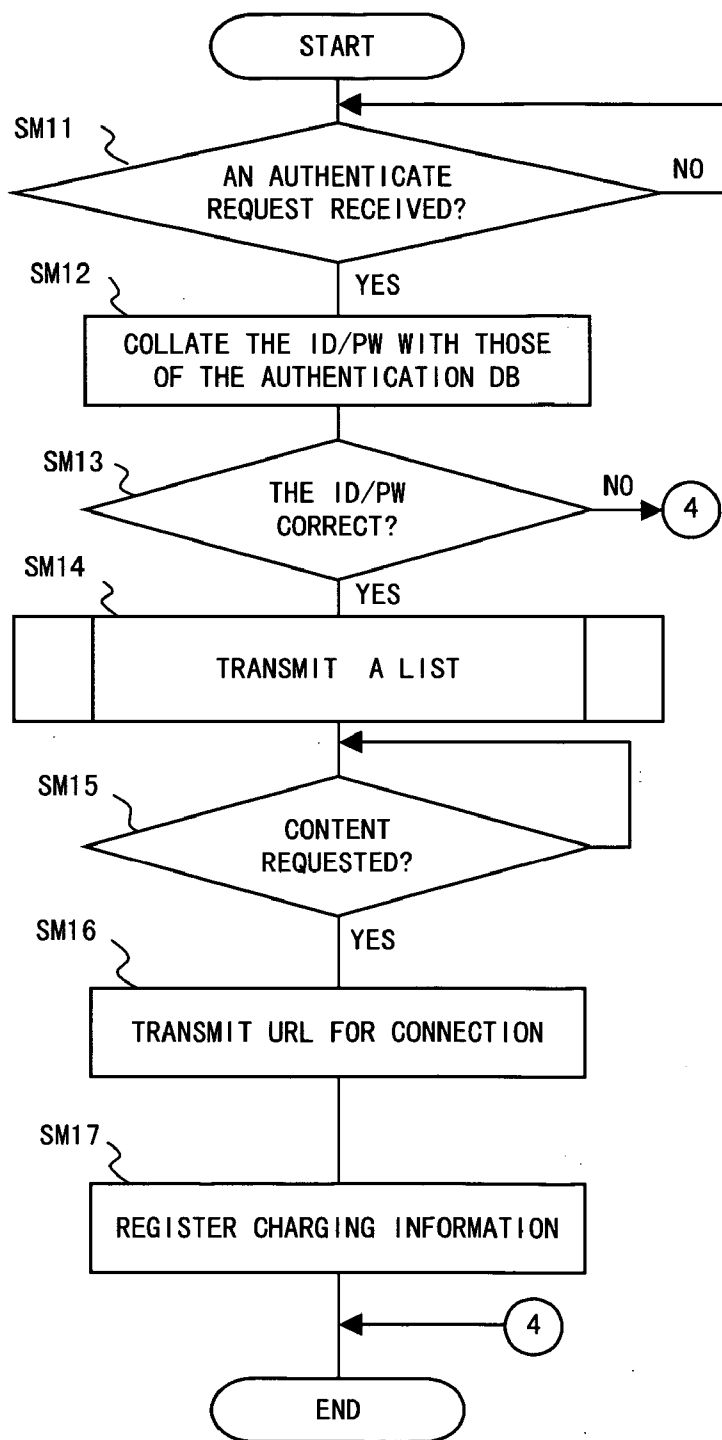 START
SM11
AN AUTHENTICATE
REQUEST RECEIVED?
NO
YES
SM12
COLLATE THE ID/PW WITH THOSE
OF THE AUTHENTICATION DB
SM13
THE ID/PW
CORRECT?
NO
4
YES
SM14
TRANSMIT A LIST
SM15
CONTENT
REQUESTED?
YES
SM16
TRANSMIT URL FOR CONNECTION
SM17
REGISTER CHARGING INFORMATION
4
END